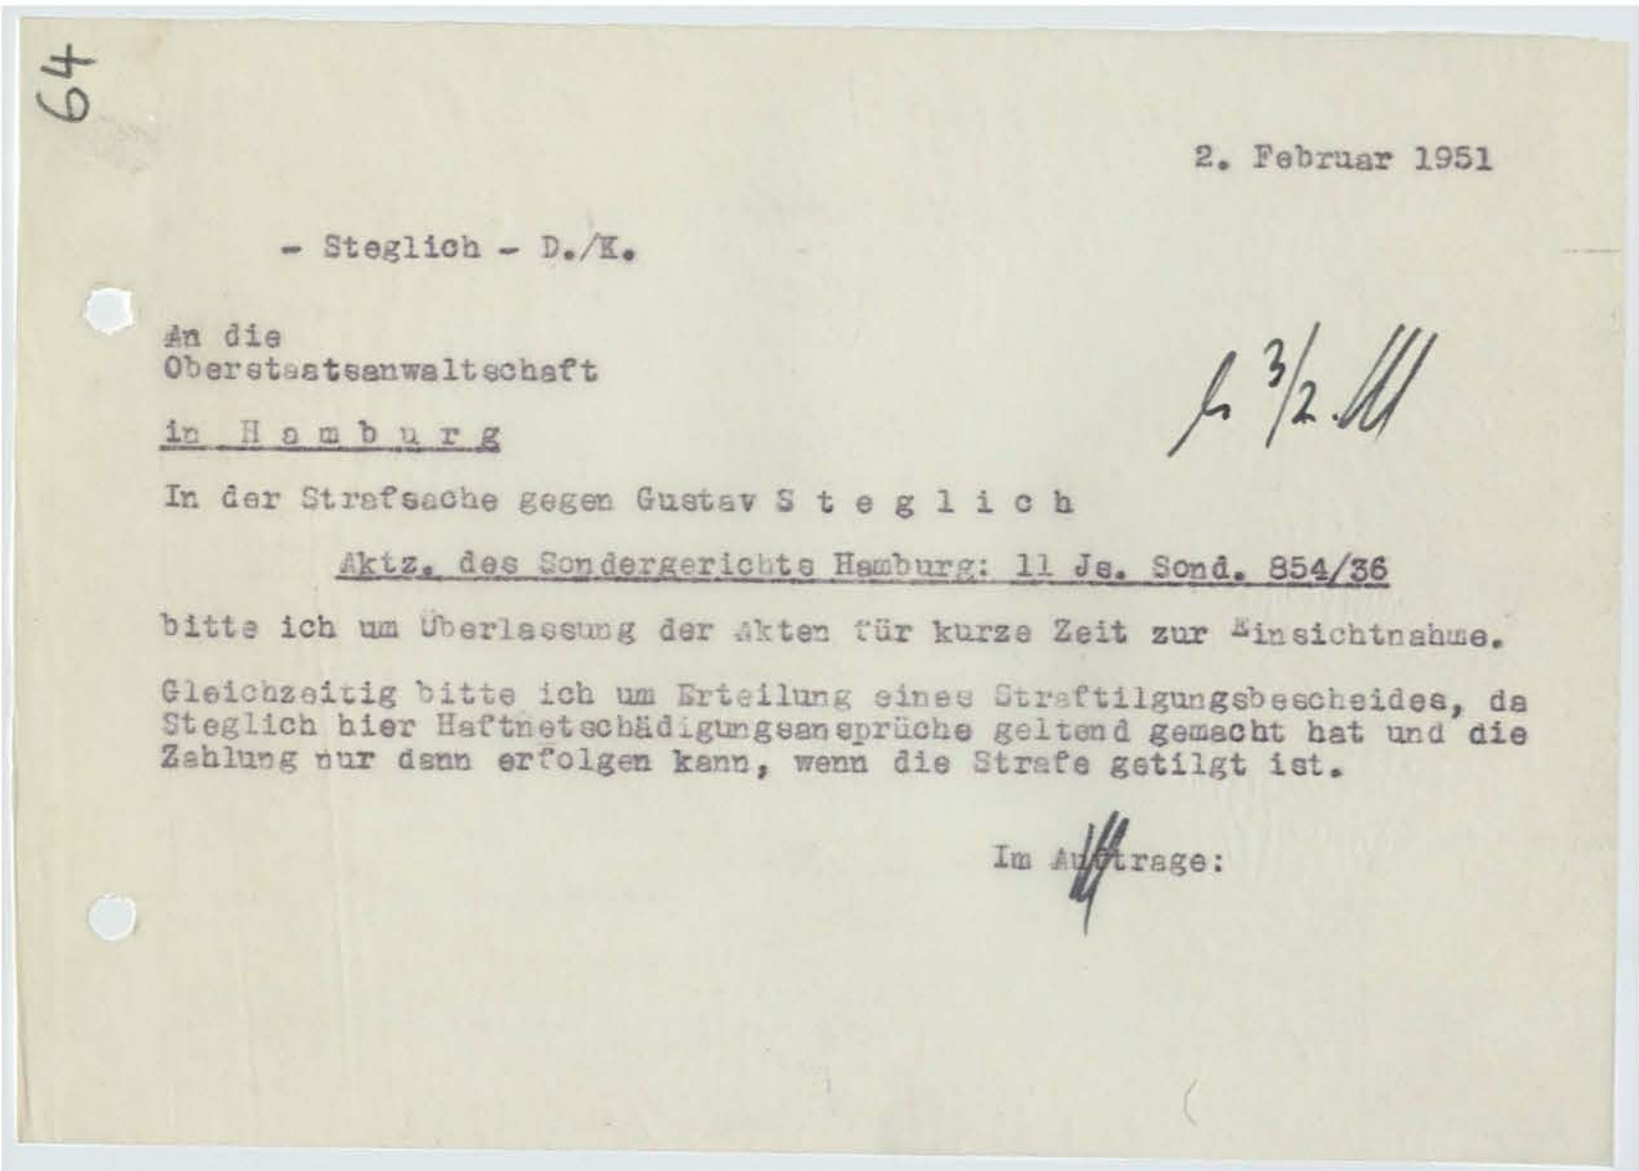 64
2. Februar 1951
- Steglich - D./K.
An die
Oberstaatsanwaltschaft
3/2.
in H a m b u r g
In der Strafsache gegen Gustav S t e g l i c h
Aktz. des Sondergerichts Hamburg: 11 Js. Sond. 854/36
bitte ich um Überlassung der Akten für kurze Zeit zur Einsichtnahme.
Gleichzeitig bitte ich um Erteilung eines Straftilgungsbescheides, da
Steglich hier Haftnetschädigungsansprüche geltend gemacht hat und die
Zahlung nur dann erfolgen kann, wenn die Strafe getilgt ist.
Im Auftrage: